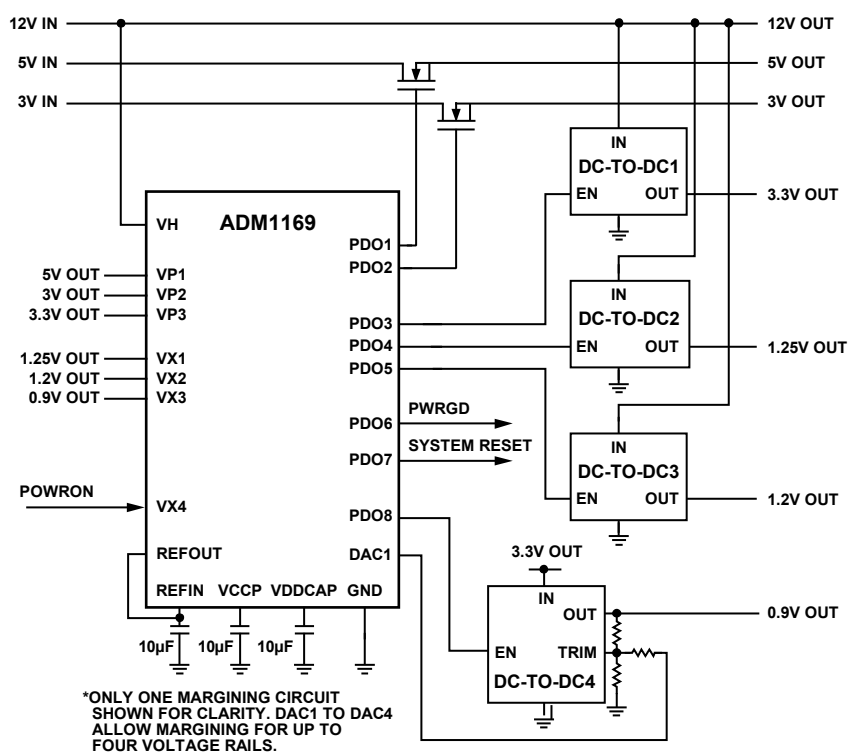 12V IN
12V OUT
5V IN
5V OUT
3V IN
3V OUT
IN
DC-TO-DC1
EN OUT
3.3V OUT
ADM1169
VH
PDO1
PDO2
5V OUT VP1
3V OUT VP2
3.3V OUT VP3
IN
DC-TO-DC2
EN OUT
1.25V OUT
PDO3
PDO4
PDO5
1.25V OUT VX1
1.2V OUT VX2
0.9V OUT VX3
PDO6
PWRGD
PDO7
SYSTEM RESET
IN
DC-TO-DC3
EN OUT
1.2V OUT
POWRON
VX4
PDO8
REFOUT
DAC1
REFIN VCCP VDDCAP GND
10µF 10µF 10µF
3.3V OUT
IN
OUT
0.9V OUT
EN TRIM
DC-TO-DC4
*ONLY ONE MARGINING CIRCUIT
SHOWN FOR CLARITY. DAC1 TO DAC4
ALLOW MARGINING FOR UP TO
FOUR VOLTAGE RAILS.